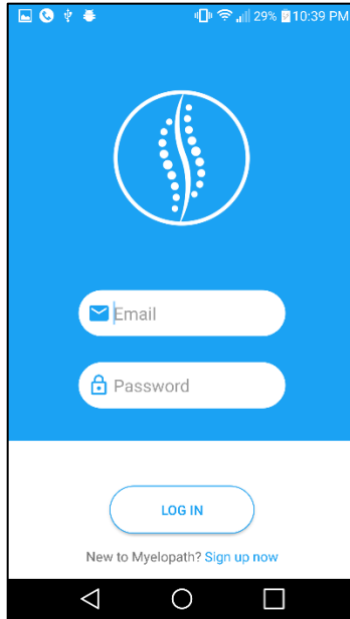 29% 10:39 PM
Email
Password
LOG IN
New to Myelopath? Sign up now